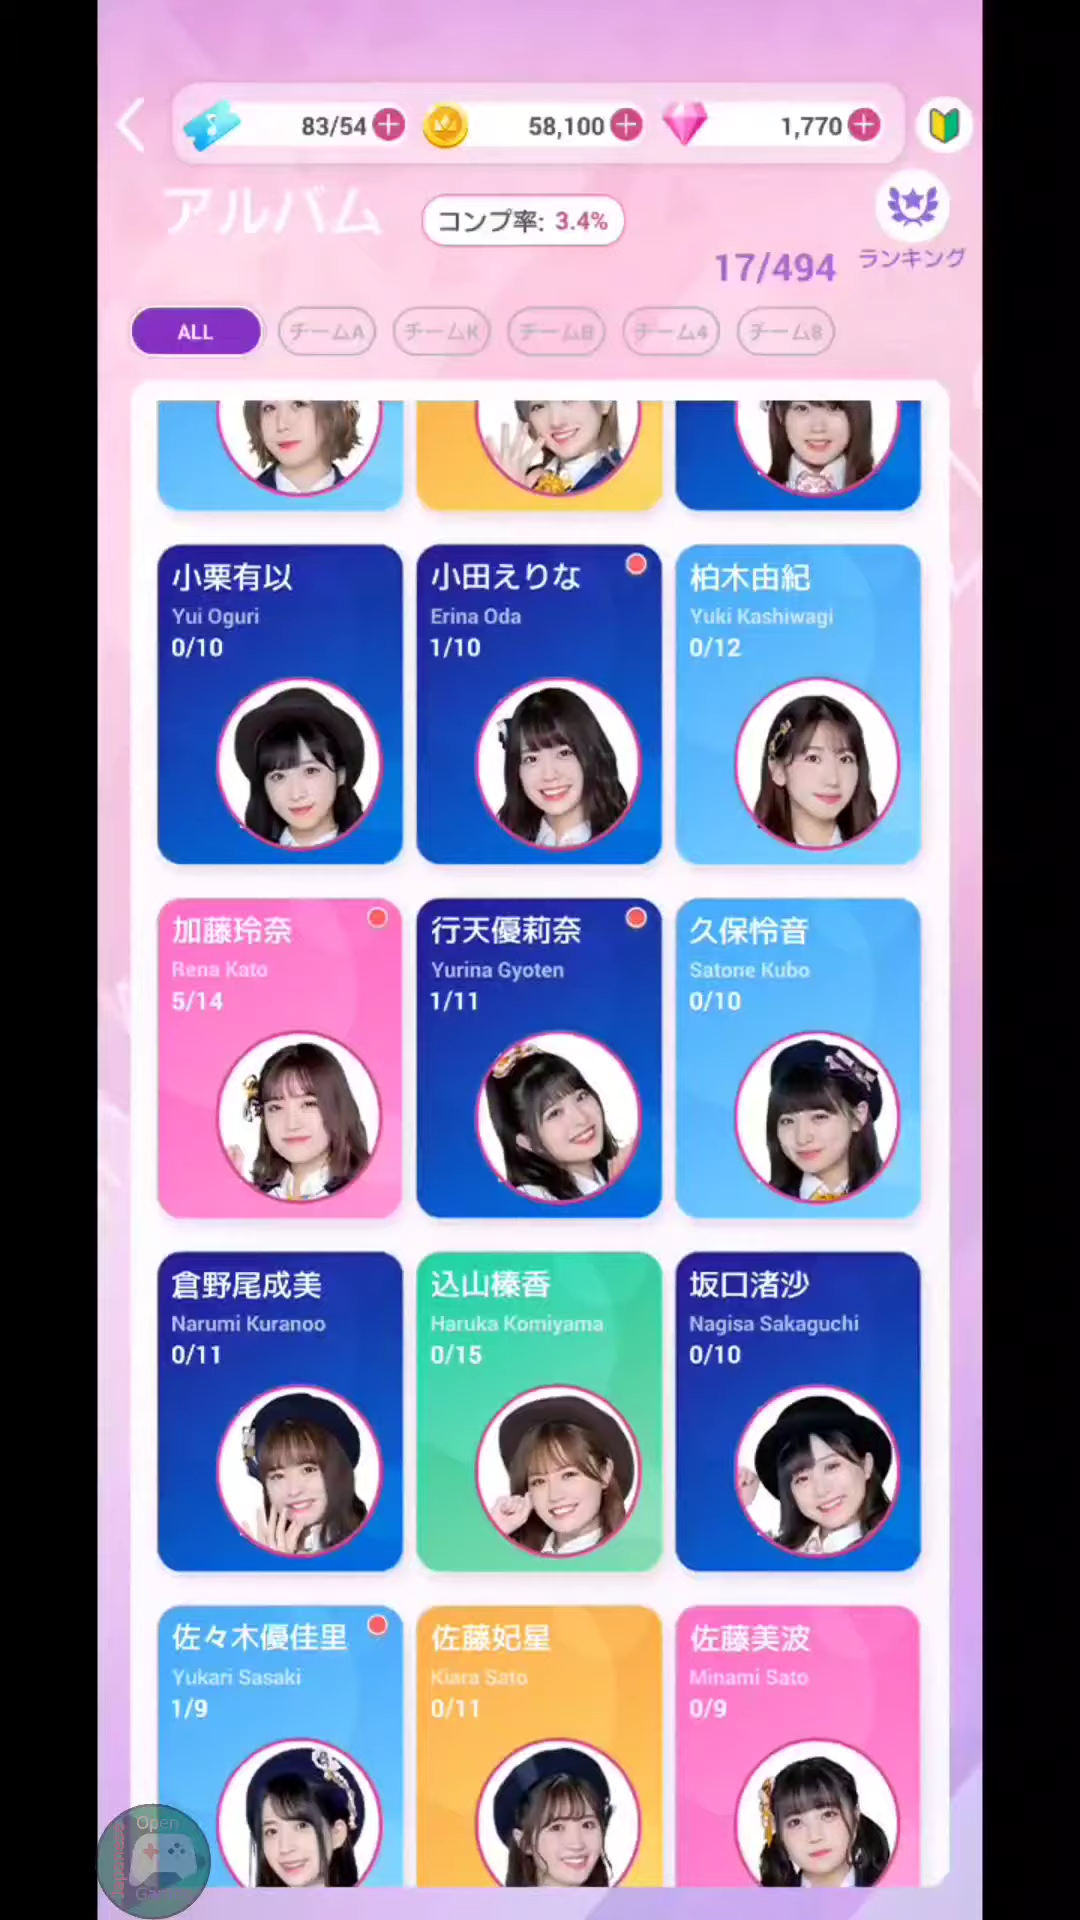 83/54
58,100
1,770
アルバム
コンプ率: 3.4%
17/494
ランキング
ALL
チームA
チームK
チームB
チーム4
チーム8
小栗有以
Yui Oguri
0/10
小田えりな
Erina Oda
1/10
柏木由紀
Yuki Kashiwagi
0/12
加藤玲奈
Rena Kato
5/14
行天優莉奈
Yurina Gyoten
1/11
久保怜音
Satone Kubo
0/10
倉野尾成美
Narumi Kuranoo
0/11
込山榛香
Haruka Komiyama
0/15
坂口渚沙
Nagisa Sakaguchi
0/10
佐々木優佳里
Yukari Sasaki
1/9
佐藤妃星
Kiara Sato
0/11
佐藤美波
Minami Sato
0/9
Open